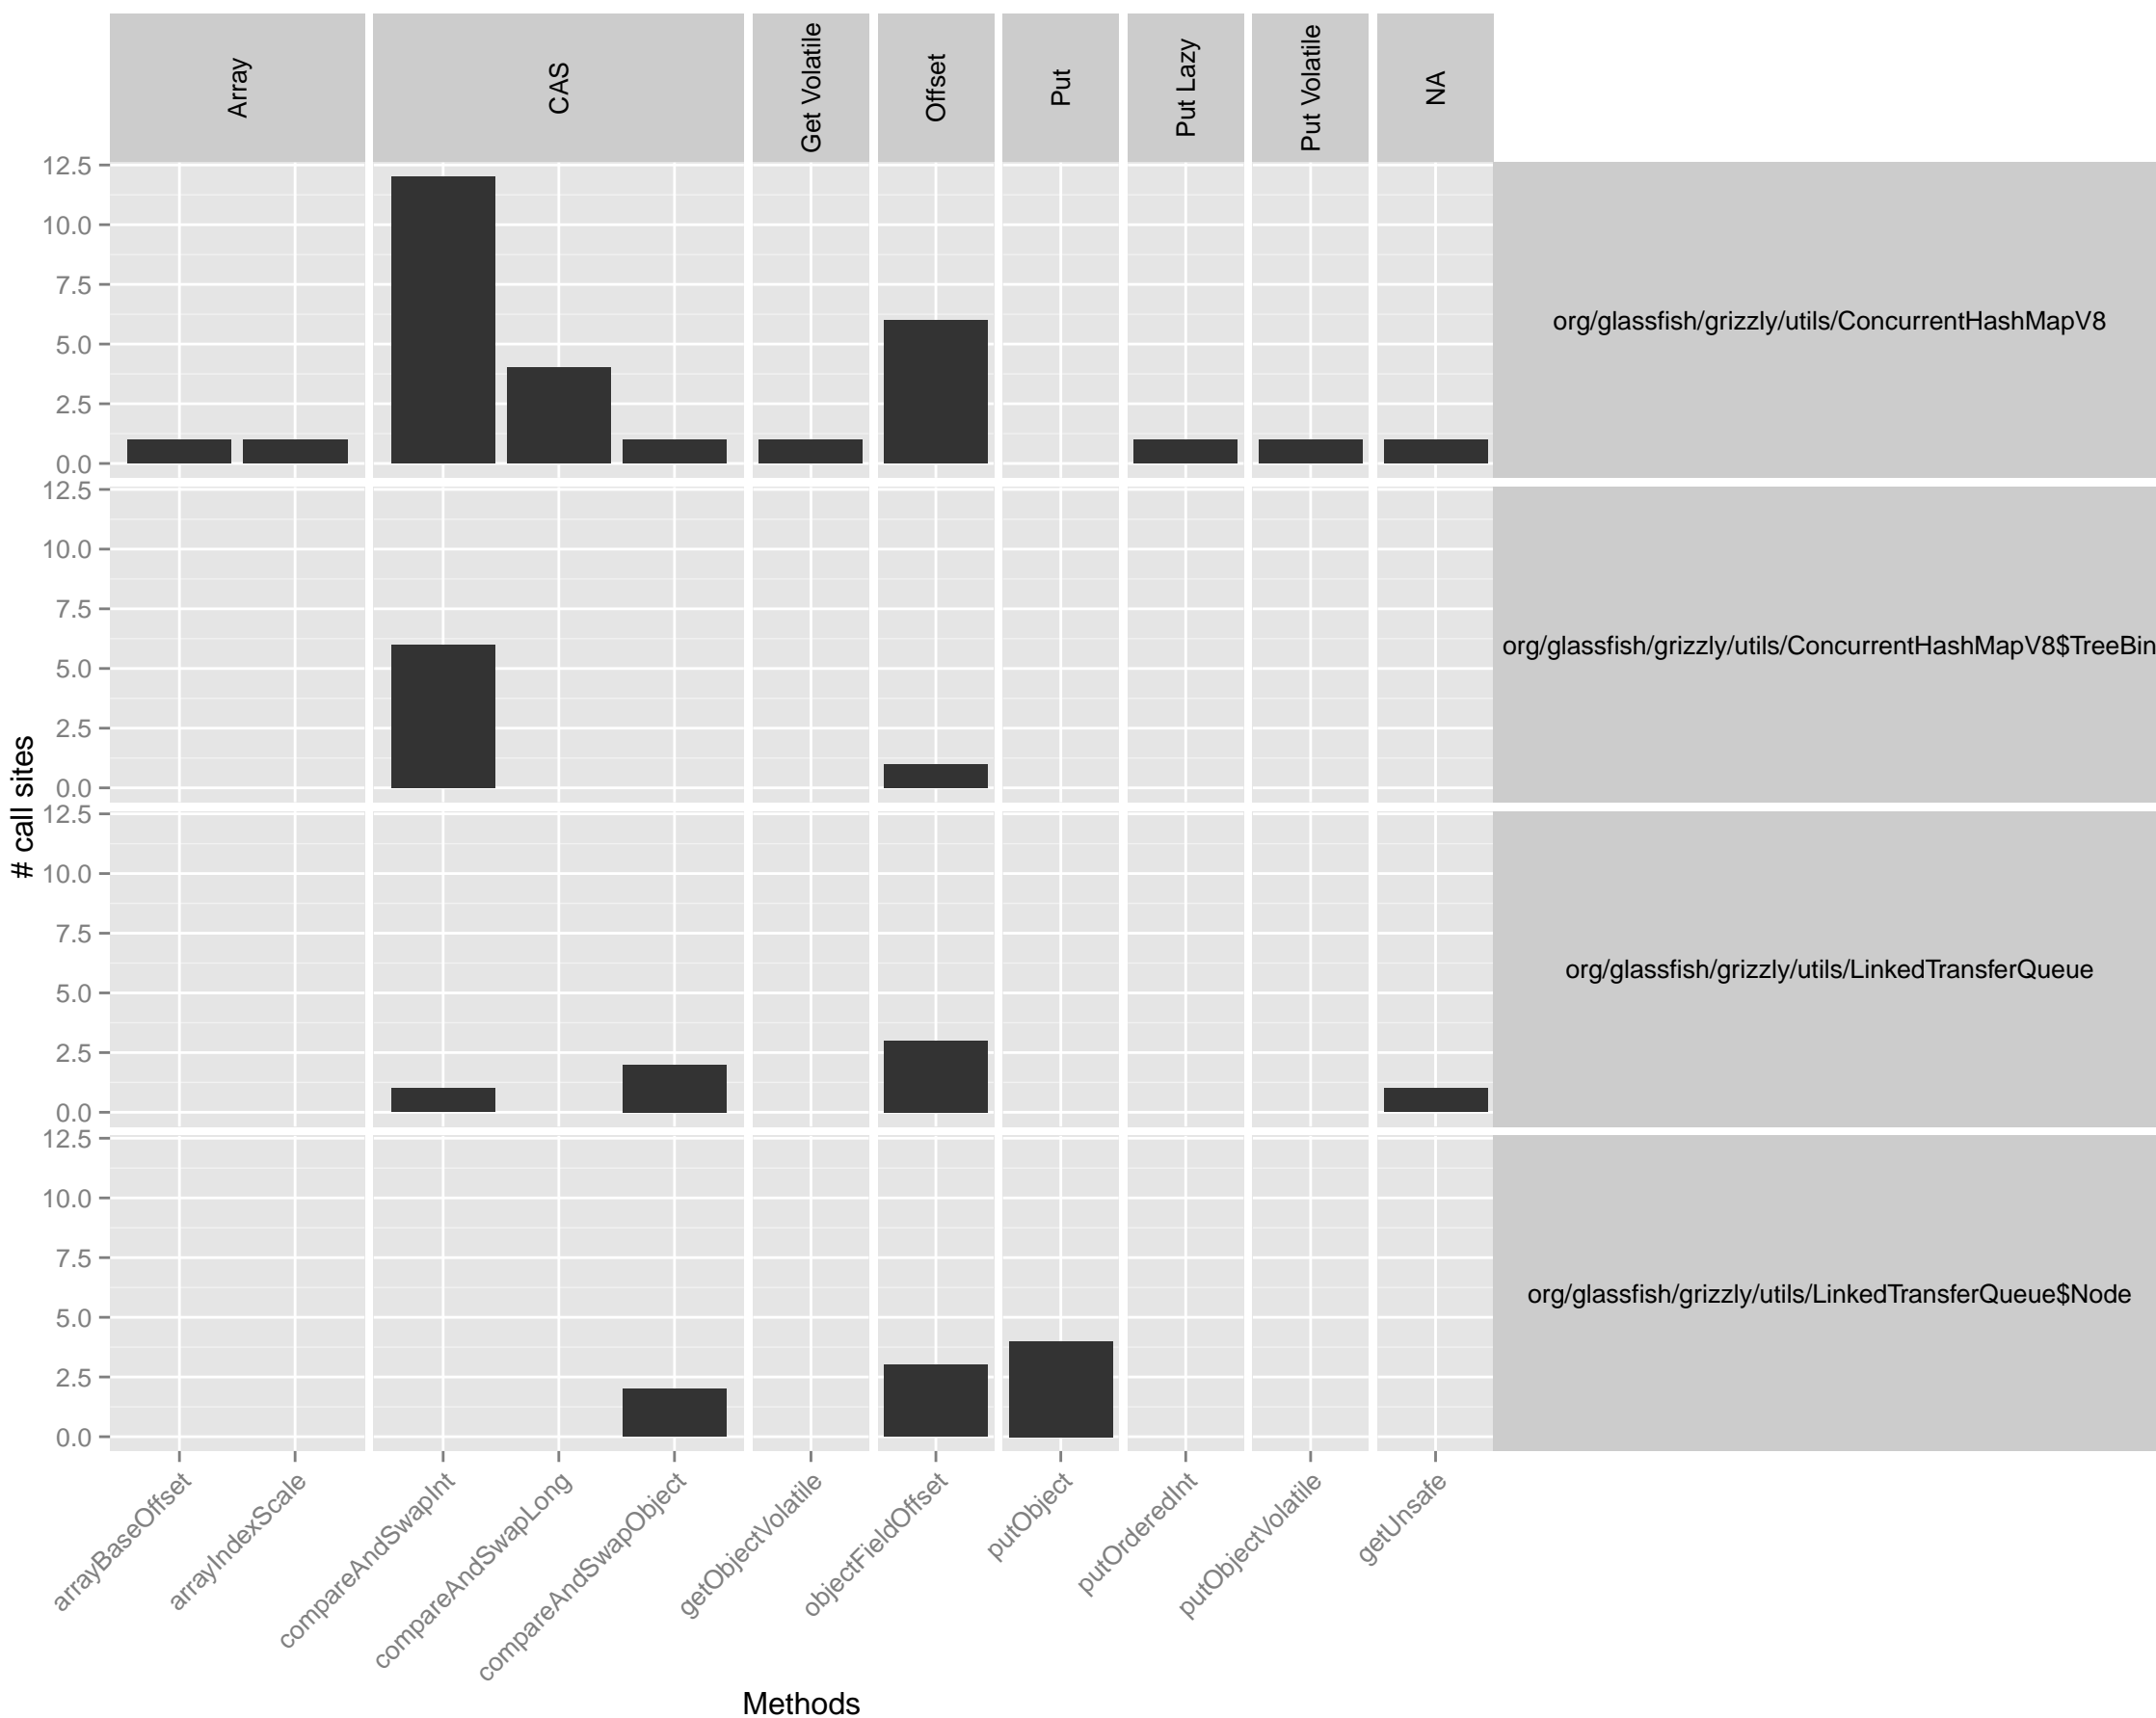 Array
CAS
Get Volatile
Offset
Put
Put Lazy
Put Volatile
NA
12.5
10.0
7.5
5.0
2.5
0.0
org/glassfish/grizzly/utils/ConcurrentHashMapV8
12.5
10.0
7.5
5.0
2.5
0.0
org/glassfish/grizzly/utils/ConcurrentHashMapV8$TreeBin
# call sites
12.5
10.0
7.5
5.0
2.5
0.0
org/glassfish/grizzly/utils/LinkedTransferQueue
12.5
10.0
7.5
5.0
2.5
0.0
org/glassfish/grizzly/utils/LinkedTransferQueue$Node
arrayBaseOffset
arrayIndexScale
compareAndSwapInt
compareAndSwapLong
compareAndSwapObject
getObjectVolatile
objectFieldOffset
putObject
putOrderedInt
putObjectVolatile
getUnsafe
Methods